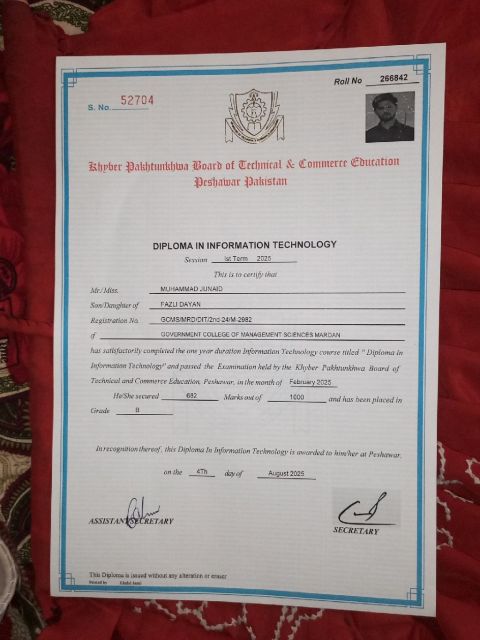 Roll No 266842
S. No. 52704
Khyber Pakhtunkhwa Board of Technical & Commerce Education
Peshawar Pakistan
DIPLOMA IN INFORMATION TECHNOLOGY
Session Ist Term 2025
This is to certify that
Mr./Miss. MUHAMMAD JUNAID
Son/Daughter of FAZLI DAYAN
Registration No. GCMS/MRD/DIT/2nd-24/M-2982
of GOVERNMENT COLLEGE OF MANAGEMENT SCIENCES MARDAN
has satisfactorily completed the one year duration Information Technology course titled " Diploma in
Information Technology" and passed the Examination held by the Khyber Pakhtunkhwa Board of
Technical and Commerce Education, Peshawar, in the month of February 2025
He/She secured 682 Marks out of 1000 and has been placed in
Grade B
In recognition thereof, this Diploma In Information Technology is awarded to him/her at Peshawar.
on the 4Th day of August 2025
ASSISTANT SECRETARY
SECRETARY
This Diploma is issued without any alteration or eraser
Printed by